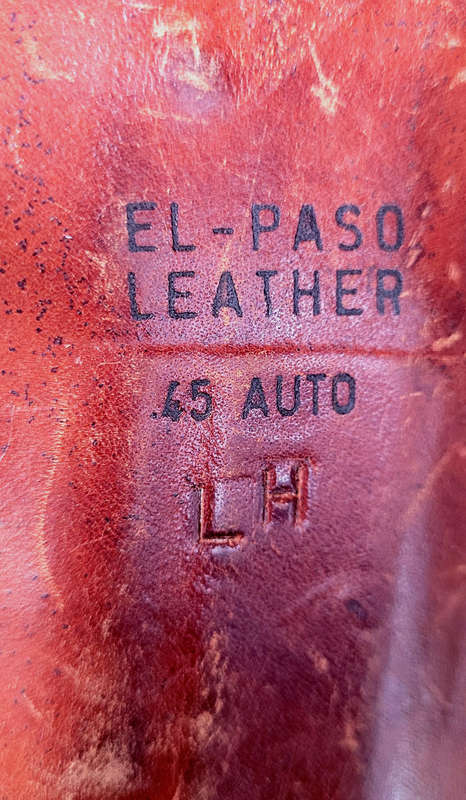 EL-PASO
LEATHER
.45 AUTO
LH